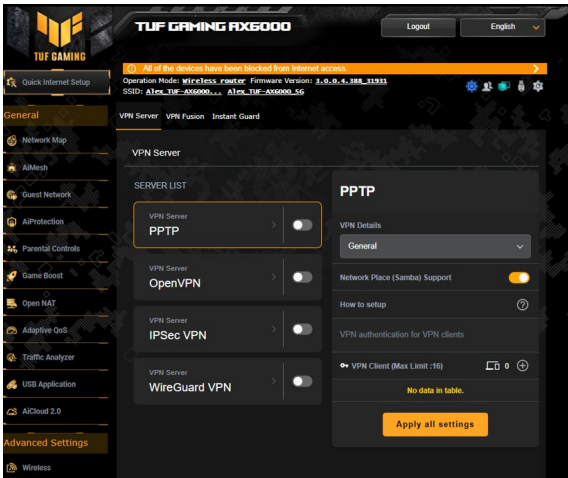 TUF GAMING AX6000
Logout
English
TUF GAMING
All of the devices have been blocked from Internet access.
Quick Internet Setup
Operation Mode: Wireless router Firmware Version: 3.0.0.4.388_31931
SSID: Alex_TUF-AX6000... Alex_TUF-AX6000_5G
General
VPN Server VPN Fusion Instant Guard
Network Map
AiMesh
Guest Network
AiProtection
Parental Controls
Game Boost
Open NAT
Adaptive QoS
Traffic Analyzer
USB Application
AiCloud 2.0
Advanced Settings
Wireless
VPN Server
SERVER LIST
VPN Server
PPTP
VPN Server
OpenVPN
VPN Server
IPSec VPN
VPN Server
WireGuard VPN
PPTP
VPN Details
General
Network Place (Samba) Support
How to setup
?
VPN authentication for VPN clients
VPN Client (Max Limit :16)
0
No data in table.
Apply all settings